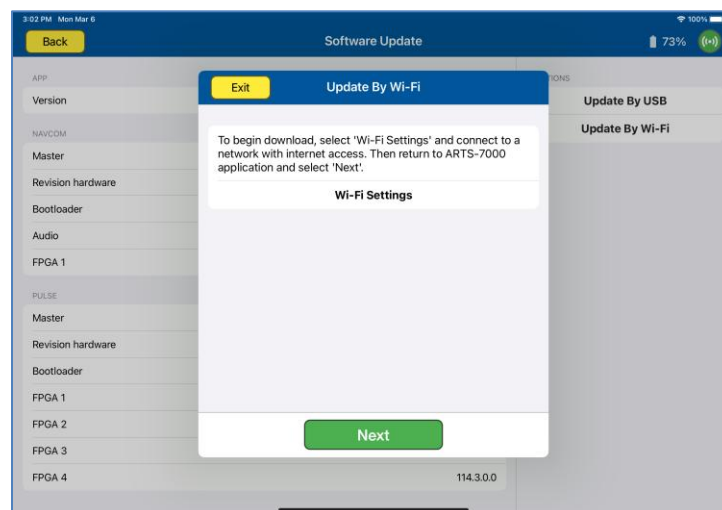 3:02 PM Mon Mar 6
100%
Back
Software Update
73%
APP
Exit
Update By Wi-Fi
IONS
Version
Update By USB
NAVCOM
Update By Wi-Fi
Master
To begin download, select 'Wi-Fi Settings' and connect to a
network with internet access. Then return to ARTS-7000
application and select 'Next'.
Revision hardware
Wi-Fi Settings
Bootloader
Audio
FPGA 1
PULSE
Master
Revision hardware
Bootloader
FPGA 1
FPGA 2
Next
FPGA 3
FPGA 4
114.3.0.0